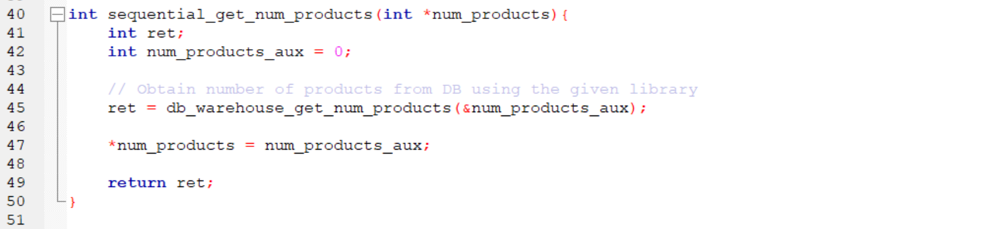 40 int sequential_get_num_products(int *num_products){
41     int ret;
42     int num_products_aux = 0;
43
44     // Obtain number of products from DB using the given library
45     ret = db_warehouse_get_num_products(&num_products_aux);
46
47     *num_products = num_products_aux;
48
49     return ret;
50 }
51